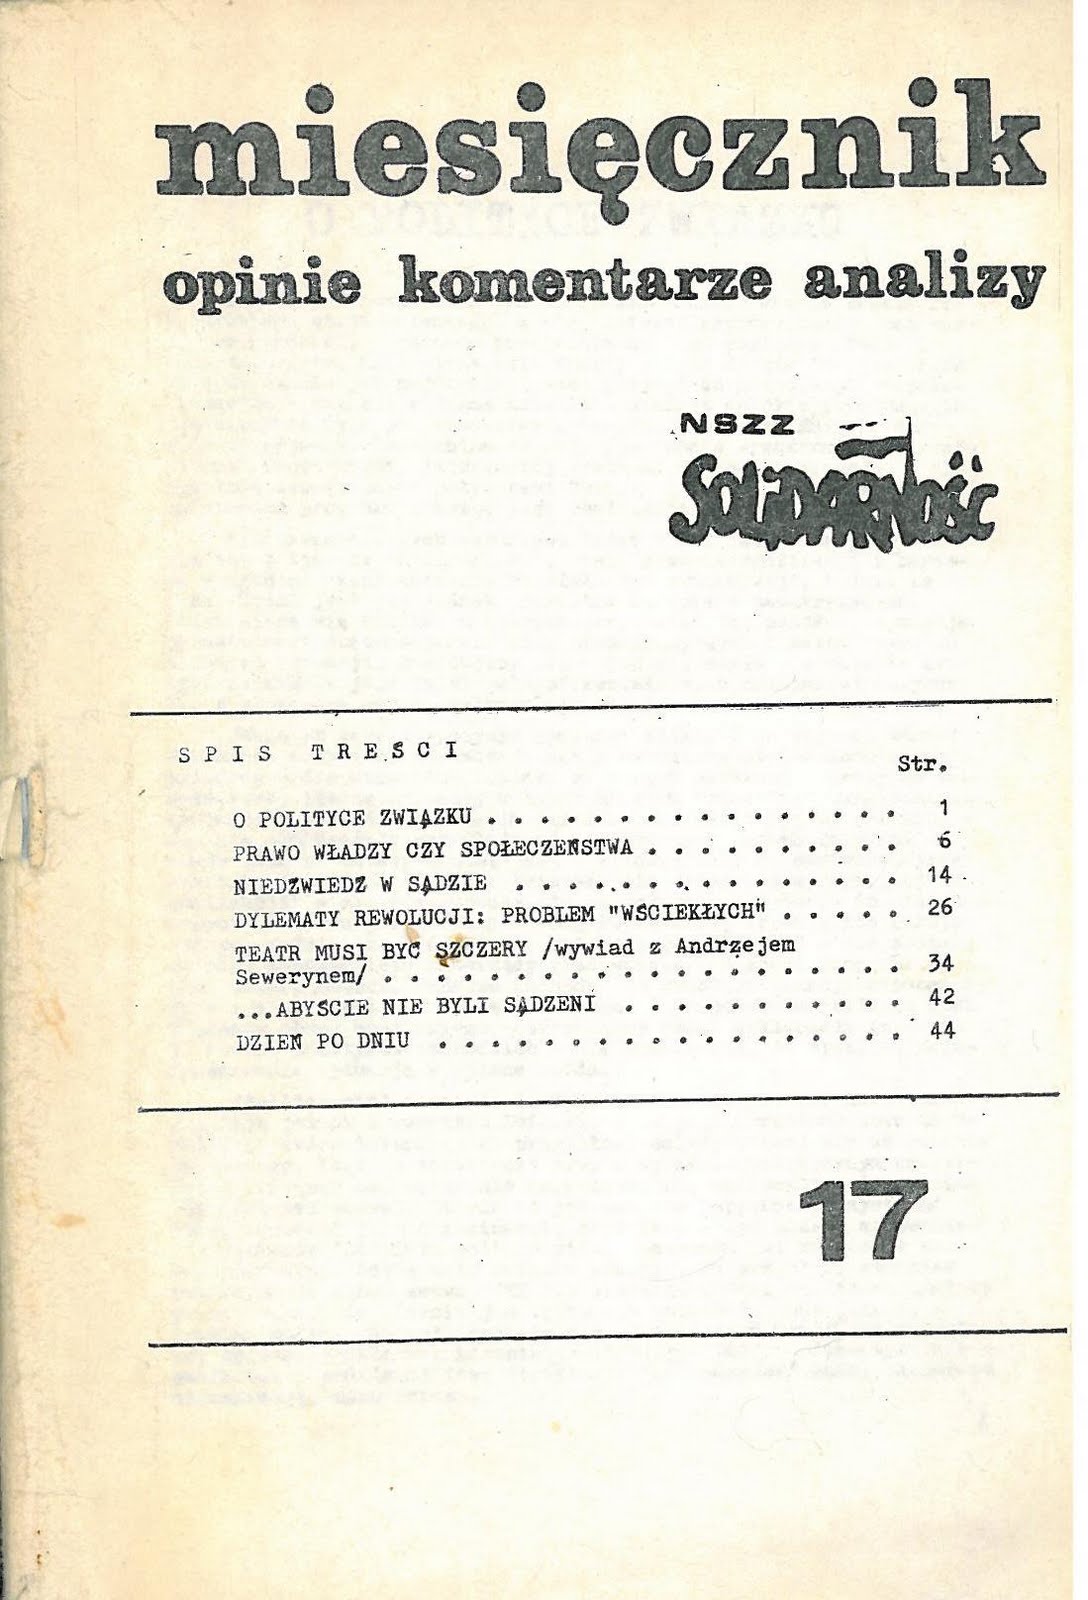 miesięcznik
opinie komentarze analizy
NSZZ
SOLIDARNOŚĆ
SPIS TREŚCI
Str.
O POLITYCE ZWIĄZKU . . . . . . . . . . . . . . . . 1
PRAWO WŁADZY CZY SPOŁECZEŃSTWA . . . . . . . . . . 6
NIEDŹWIEDŹ W SĄDZIE . . . . . . . . . . . . . . . 14
DYLEMATY REWOLUCJI: PROBLEM "WŚCIEKŁYCH" . . . . . 26
TEATR MUSI BYĆ SZCZERY /wywiad z Andrzejem
Sewerynem/ . . . . . . . . . . . . . . . . . . . . 34
...ABYŚCIE NIE BYLI SĄDZENI . . . . . . . . . . . 42
DZIEŃ PO DNIU . . . . . . . . . . . . . . . . . . 44
17